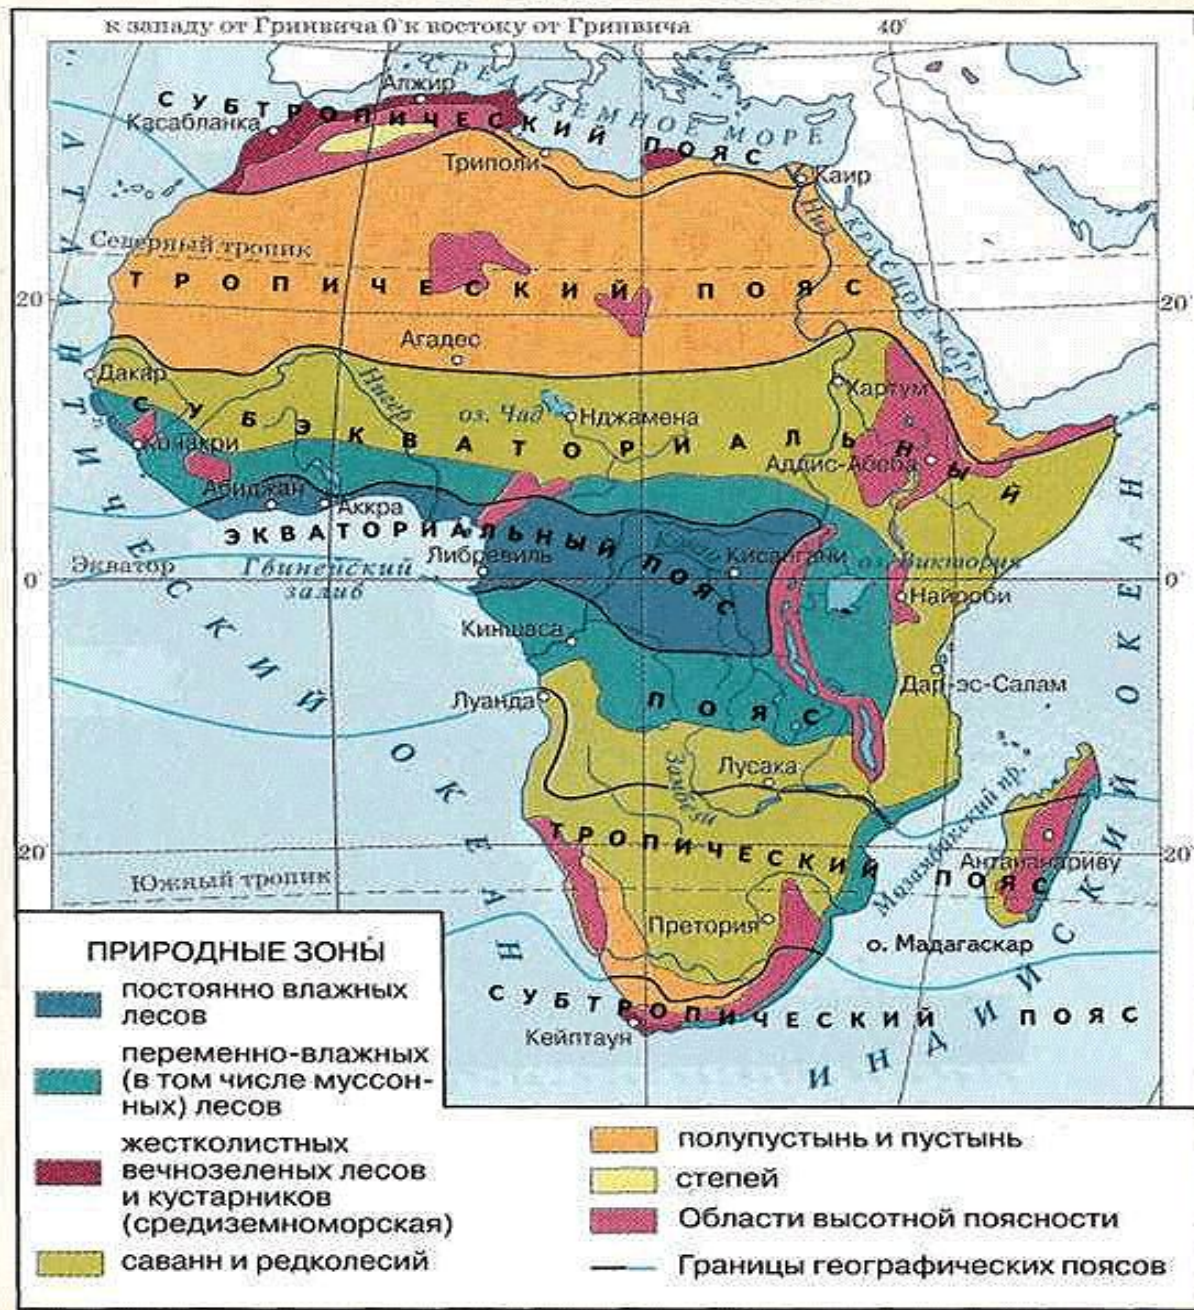 к западу от Гринвича 0° к востоку от Гринвича
40°
СРЕДИЗЕМНОЕ МОРЕ
Алжир
СУБТРОПИЧЕСКИЙ ПОЯС
Касабланка
Триполи
Каир
Нил
КРАСНОЕ МОРЕ
Северный тропик
ТРОПИЧЕСКИЙ ПОЯС
20°
20°
Агадес
Дакар
Нигер
оз. Чад
Нджамена
Хартум
СУБЭКВАТОРИАЛЬНЫЙ
Конакри
Аддис-Абеба
Абиджан
Аккра
ЭКВАТОРИАЛЬНЫЙ ПОЯС
Либревиль
Кисангани
оз. Виктория
Экватор
Гвинейский
залив
0°
0°
Найроби
Киншаса
Дар-эс-Салам
Луанда
ПОЯС
Лусака
Замбези
Мозамбикский пр.
ТРОПИЧЕСКИЙ ПОЯС
20°
20°
Антананариву
Южный тропик
Претория
о. Мадагаскар
СУБТРОПИЧЕСКИЙ ПОЯС
Кейптаун
АТЛАНТИЧЕСКИЙ ОКЕАН
ИНДИЙСКИЙ ОКЕАН
ПРИРОДНЫЕ ЗОНЫ
постоянно влажных
лесов
переменно-влажных
(в том числе муссон-
ных) лесов
жестколистных
вечнозеленых лесов
и кустарников
(средиземноморская)
саванн и редколесий
полупустынь и пустынь
степей
Области высотной поясности
Границы географических поясов